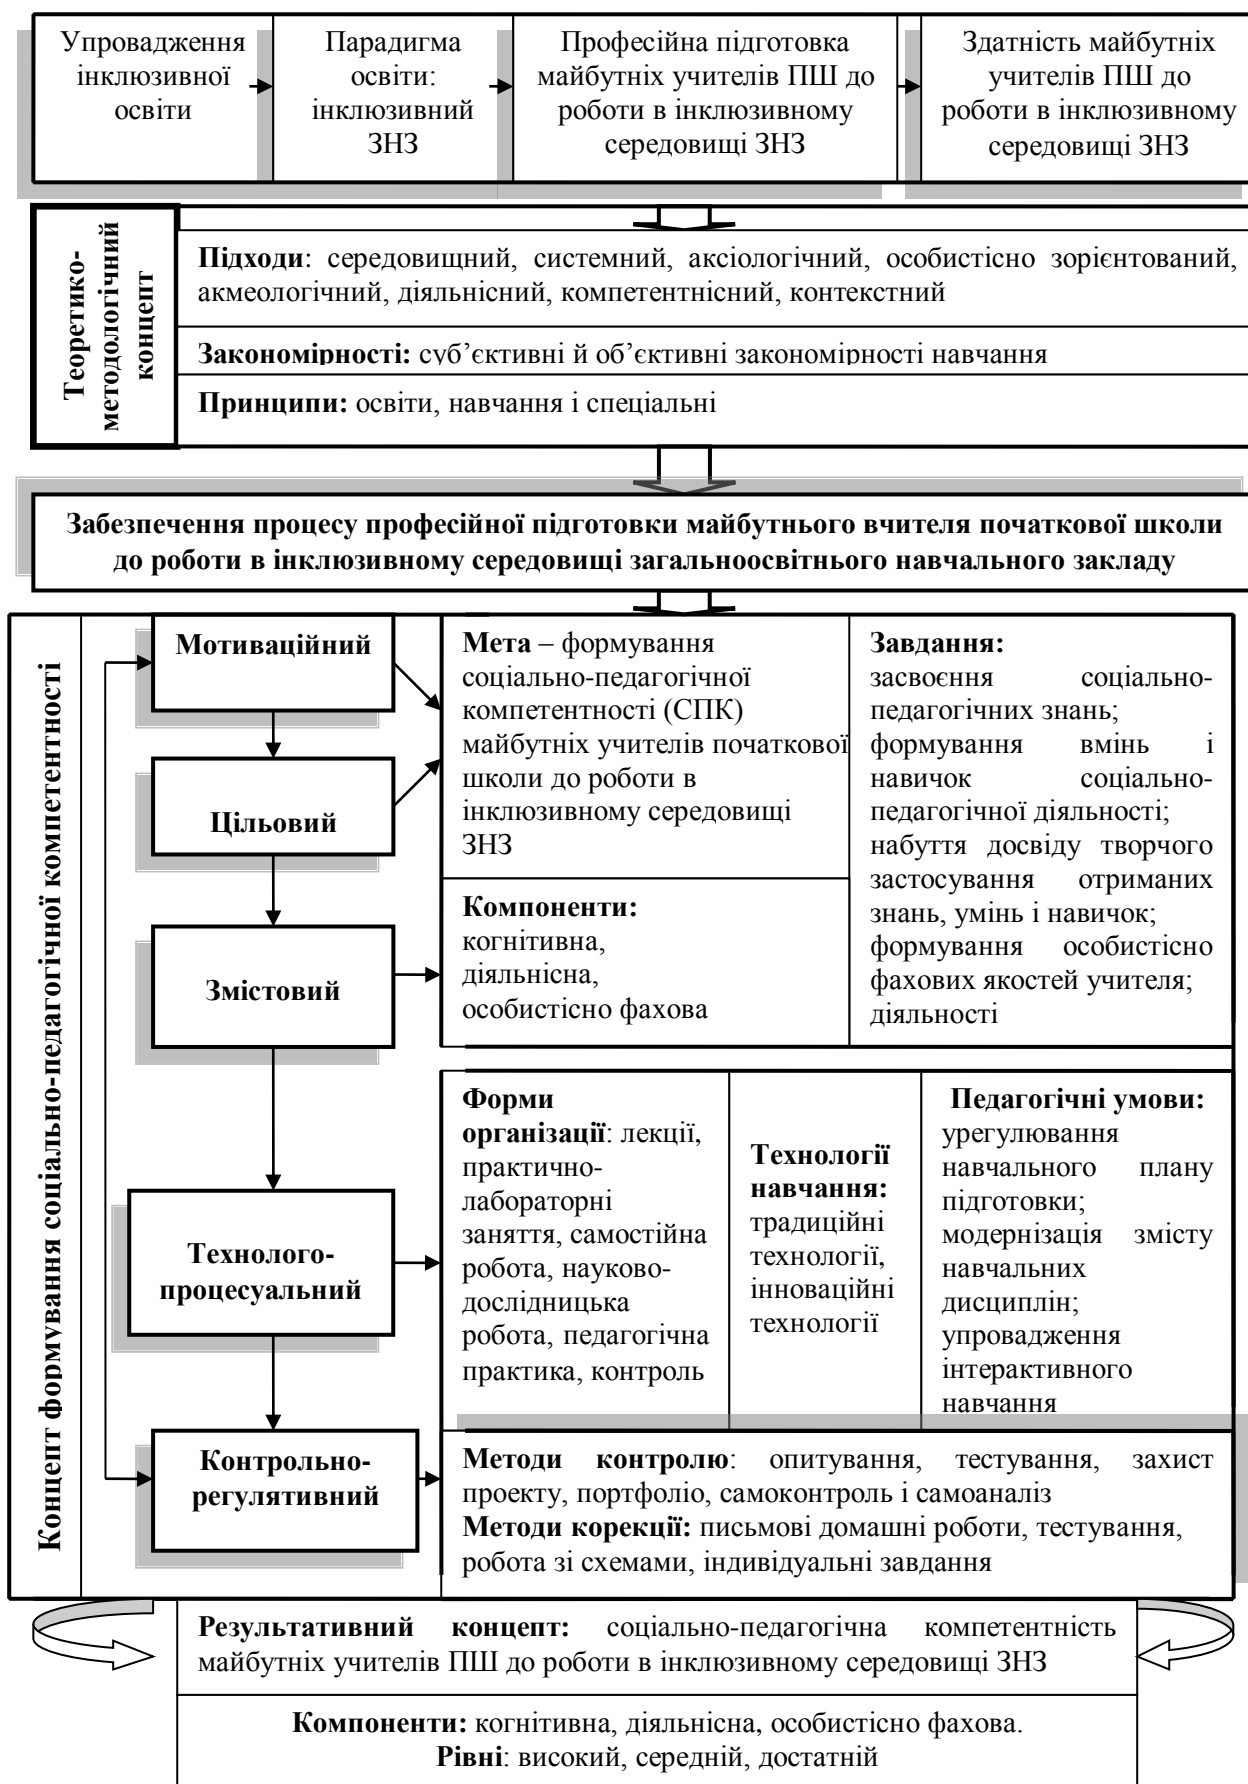 Упровадження
інклюзивної
освіти
Парадигма
освіти:
інклюзивний
ЗНЗ
Професійна підготовка
майбутніх учителів ПШ до
роботи в інклюзивному
середовищі ЗНЗ
Здатність майбутніх
учителів ПШ до
роботи в інклюзивному
середовищі ЗНЗ
Теоретико-
методологічний
концепт
Підходи: середовищний, системний, аксіологічний, особистісно зорієнтований,
акмеологічний, діяльнісний, компетентнісний, контекстний
Закономірності: суб’єктивні й об’єктивні закономірності навчання
Принципи: освіти, навчання і спеціальні
Забезпечення процесу професійної підготовки майбутнього вчителя початкової школи
до роботи в інклюзивному середовищі загальноосвітнього навчального закладу
Концепт формування соціально-педагогічної компетентності
Мотиваційний
Цільовий
Змістовий
Технолого-
процесуальний
Контрольно-
регулятивний
Мета – формування
соціально-педагогічної
компетентності (СПК)
майбутніх учителів початкової
школи до роботи в
інклюзивному середовищі
ЗНЗ
Компоненти:
когнітивна,
діяльнісна,
особистісно фахова
Завдання:
засвоєння соціально-
педагогічних знань;
формування вмінь і
навичок соціально-
педагогічної діяльності;
набуття досвіду творчого
застосування отриманих
знань, умінь і навичок;
формування особистісно
фахових якостей учителя;
діяльності
Форми
організації: лекції,
практично-
лабораторні
заняття, самостійна
робота, науково-
дослідницька
робота, педагогічна
практика, контроль
Технології
навчання:
традиційні
технології,
інноваційні
технології
Педагогічні умови:
урегулювання
навчального плану
підготовки;
модернізація змісту
навчальних
дисциплін;
упровадження
інтерактивного
навчання
Методи контролю: опитування, тестування, захист
проекту, портфоліо, самоконтроль і самоаналіз
Методи корекції: письмові домашні роботи, тестування,
робота зі схемами, індивідуальні завдання
Результативний концепт: соціально-педагогічна компетентність
майбутніх учителів ПШ до роботи в інклюзивному середовищі ЗНЗ
Компоненти: когнітивна, діяльнісна, особистісно фахова.
Рівні: високий, середній, достатній